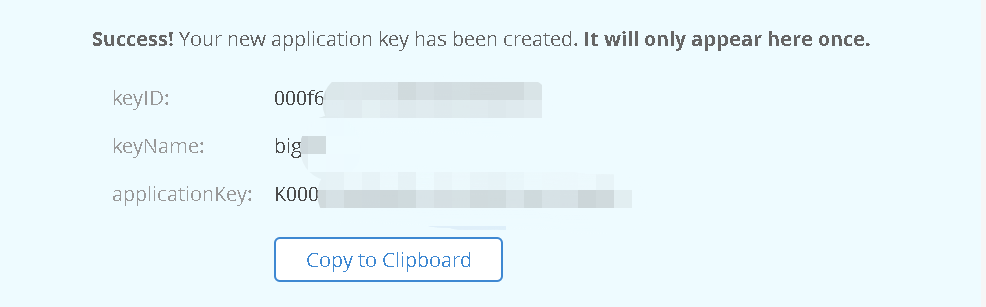 Success! Your new application key has been created. It will only appear here once.
keyID: 000f6
keyName: big
applicationKey: K000
Copy to Clipboard